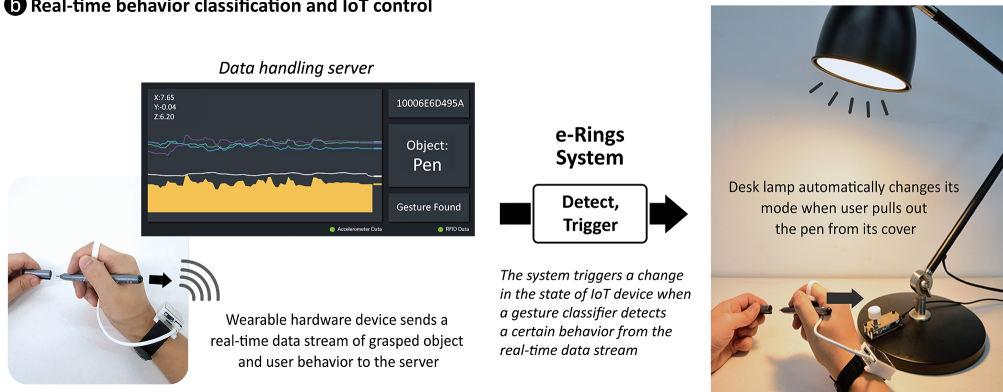 b Real-time behavior classification and IoT control
Data handling server
X:7.65
Y:-0.04
Z:6.20
10006E6D495A
Object:
Pen
Gesture Found
Accelerometer Data
RFID Data
Wearable hardware device sends a
real-time data stream of grasped object
and user behavior to the server
e-Rings
System
Detect,
Trigger
The system triggers a change
in the state of IoT device when
a gesture classifier detects
a certain behavior from the
real-time data stream
Desk lamp automatically changes its
mode when user pulls out
the pen from its cover